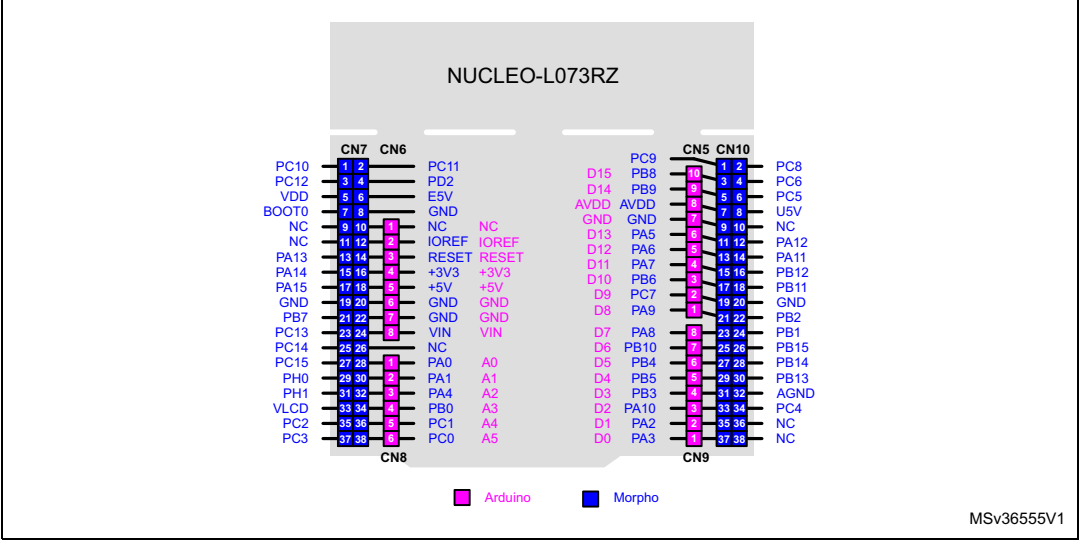 NUCLEO-L073RZ
CN7 CN6 CN5 CN10
PC9
PC10 1 2 PC11 D15 PB8 10 1 2 PC8
PC12 3 4 PD2 D14 PB9 9 3 4 PC6
VDD 5 6 E5V AVDD AVDD 8 5 6 PC5
BOOT0 7 8 GND GND GND 7 7 8 U5V
NC 9 10 1 NC NC D13 PA5 6 9 10 NC
NC 11 12 2 IOREF IOREF D12 PA6 5 11 12 PA12
PA13 13 14 3 RESET RESET D11 PA7 4 13 14 PA11
PA14 15 16 4 +3V3 +3V3 D10 PB6 3 15 16 PB12
PA15 17 18 5 +5V +5V D9 PC7 2 17 18 PB11
GND 19 20 6 GND GND D8 PA9 1 19 20 GND
PB7 21 22 7 GND GND 21 22 PB2
PC13 23 24 8 VIN VIN D7 PA8 8 23 24 PB1
PC14 25 26 NC D6 PB10 7 25 26 PB15
PC15 27 28 1 PA0 A0 D5 PB4 6 27 28 PB14
PH0 29 30 2 PA1 A1 D4 PB5 5 29 30 PB13
PH1 31 32 3 PA4 A2 D3 PB3 4 31 32 AGND
VLCD 33 34 4 PB0 A3 D2 PA10 3 33 34 PC4
PC2 35 36 5 PC1 A4 D1 PA2 2 35 36 NC
PC3 37 38 6 PC0 A5 D0 PA3 1 37 38 NC
CN8 CN9
Arduino Morpho
MSv36555V1